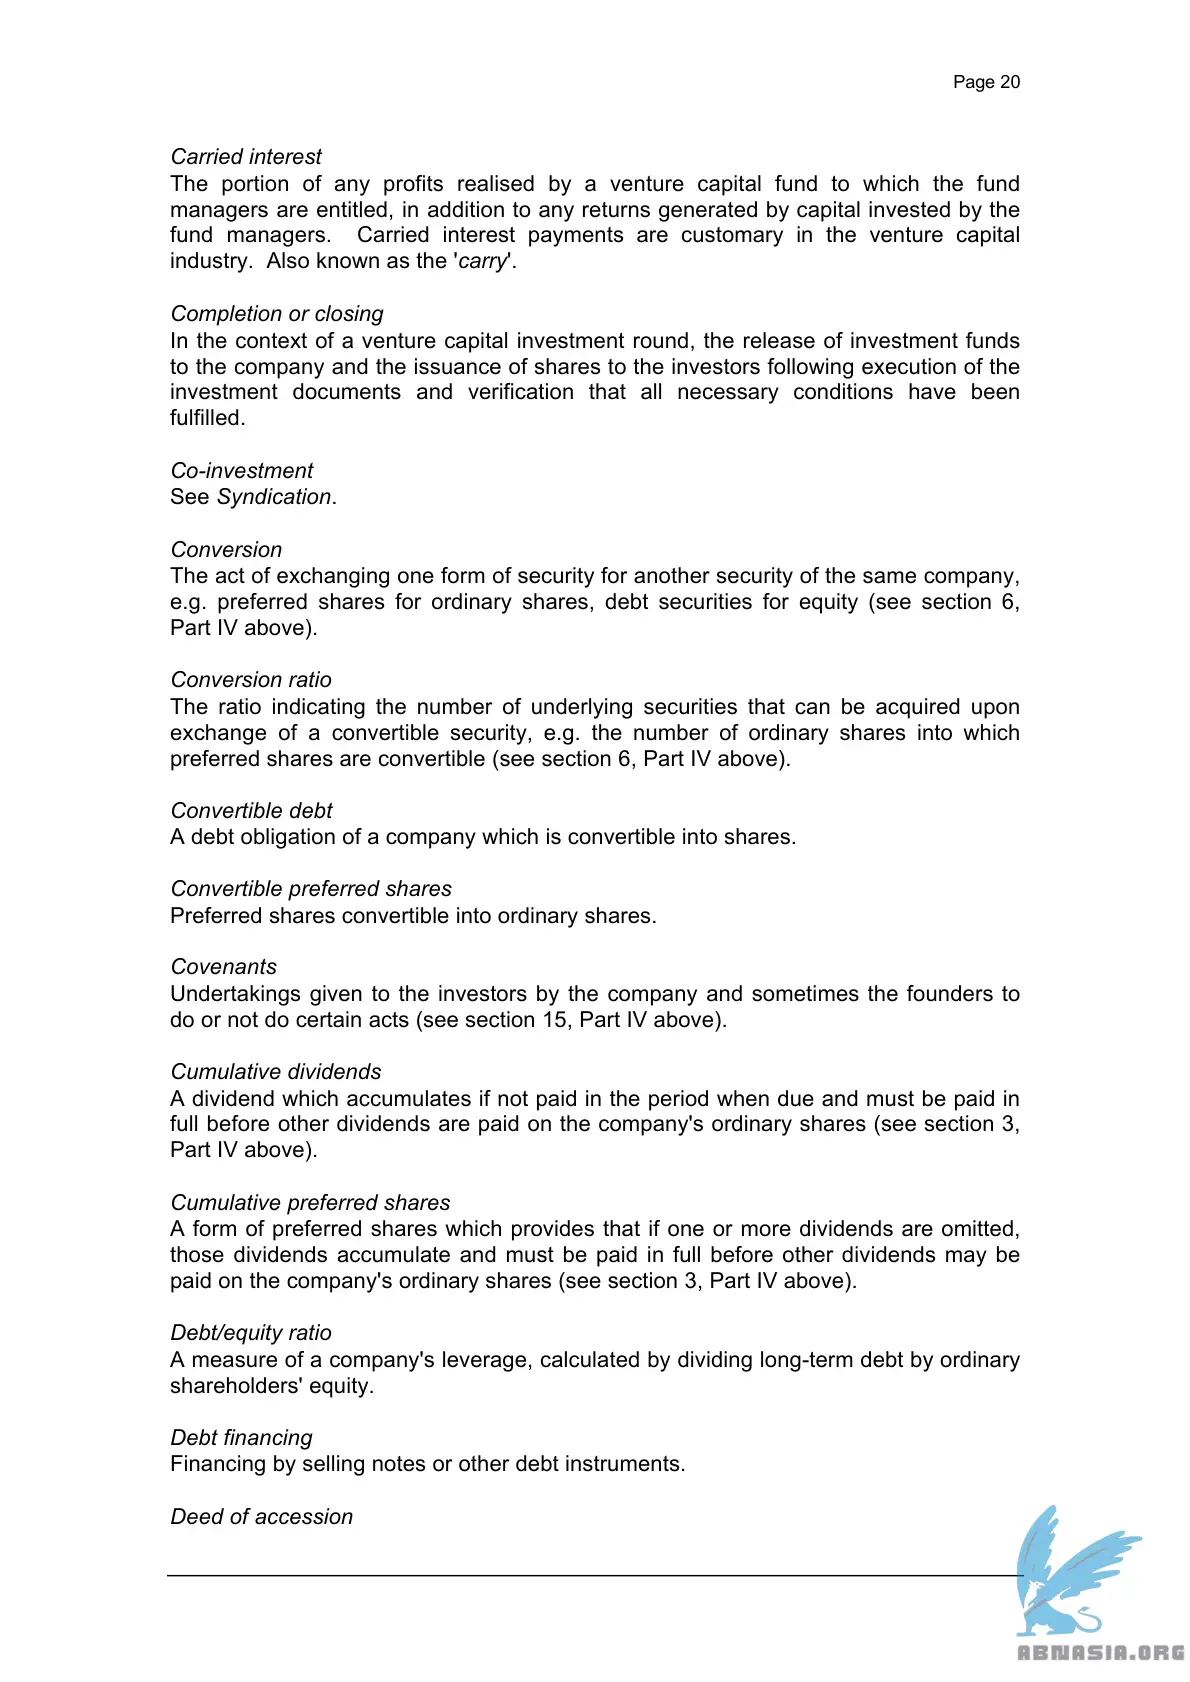 Page 20
Carried interest
The portion of any profits realised by a venture capital fund to which the fund
managers are entitled, in addition to any returns generated by capital invested by the
fund managers.  Carried interest payments are customary in the venture capital
industry.  Also known as the 'carry'.
Completion or closing
In the context of a venture capital investment round, the release of investment funds
to the company and the issuance of shares to the investors following execution of the
investment documents and verification that all necessary conditions have been
fulfilled.
Co-investment
See Syndication.
Conversion
The act of exchanging one form of security for another security of the same company,
e.g. preferred shares for ordinary shares, debt securities for equity (see section 6,
Part IV above).
Conversion ratio
The ratio indicating the number of underlying securities that can be acquired upon
exchange of a convertible security, e.g. the number of ordinary shares into which
preferred shares are convertible (see section 6, Part IV above).
Convertible debt
A debt obligation of a company which is convertible into shares.
Convertible preferred shares
Preferred shares convertible into ordinary shares.
Covenants
Undertakings given to the investors by the company and sometimes the founders to
do or not do certain acts (see section 15, Part IV above).
Cumulative dividends
A dividend which accumulates if not paid in the period when due and must be paid in
full before other dividends are paid on the company's ordinary shares (see section 3,
Part IV above).
Cumulative preferred shares
A form of preferred shares which provides that if one or more dividends are omitted,
those dividends accumulate and must be paid in full before other dividends may be
paid on the company's ordinary shares (see section 3, Part IV above).
Debt/equity ratio
A measure of a company's leverage, calculated by dividing long-term debt by ordinary
shareholders' equity.
Debt financing
Financing by selling notes or other debt instruments.
Deed of accession
ABNASIA.ORG